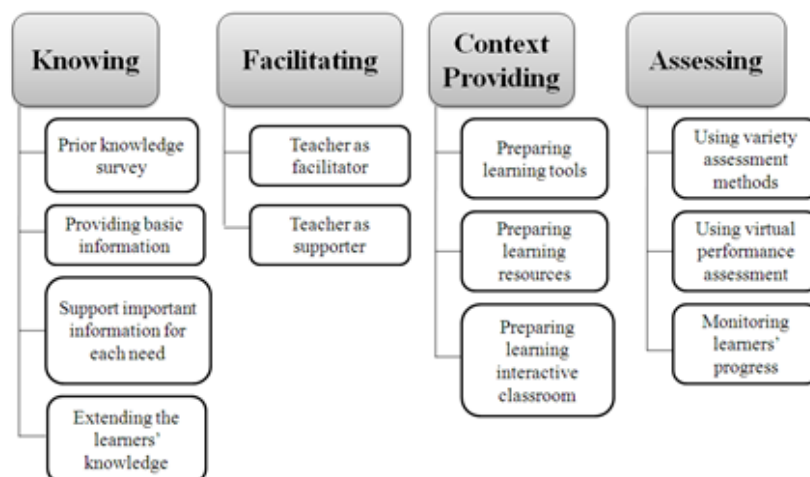 Knowing
Prior knowledge
survey
Providing basic
information
Support important
information for
each need
Extending the
learners'
knowledge
Facilitating
Teacher as
facilitator
Teacher as
supporter
Context
Providing
Preparing
learning tools
Preparing
learning
resources
Preparing
learning
interactive
classroom
Assessing
Using variety
assessment
methods
Using virtual
performance
assessment
Monitoring
learners'
progress